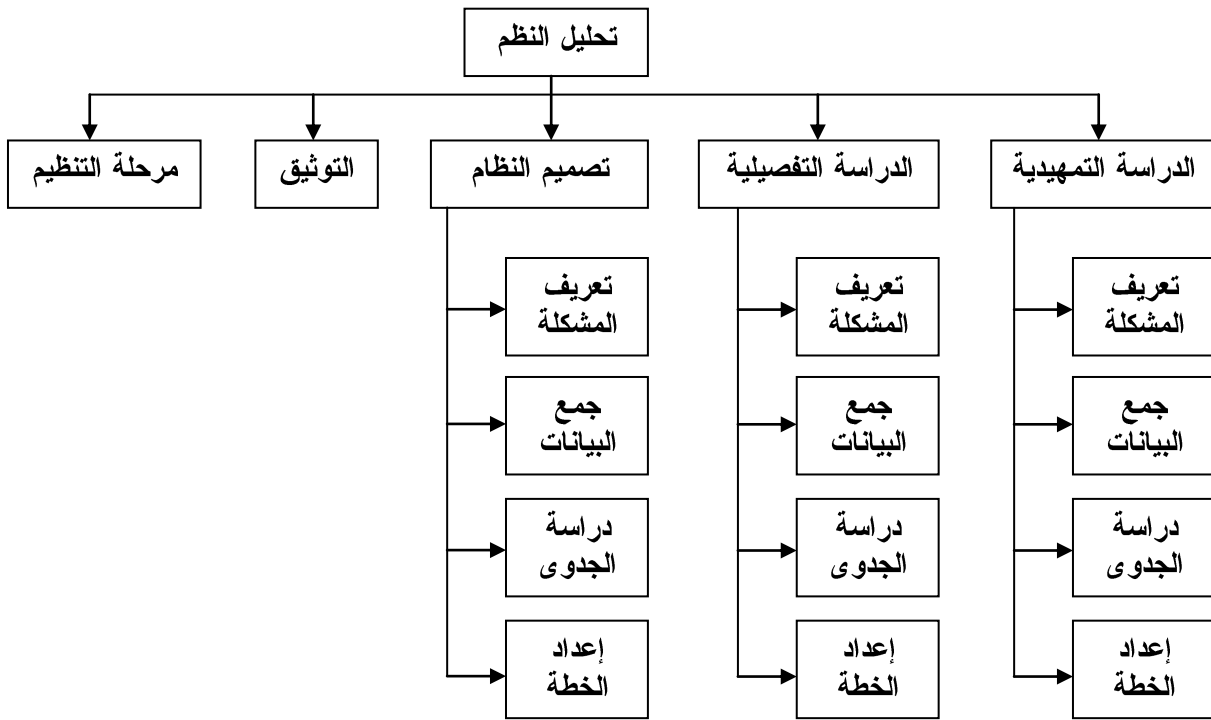 تحليل النظم
الدراسة التمهيدية
الدراسة التفصيلية
تصميم النظام
التوثيق
مرحلة التنظيم
تعريف
المشكلة
جمع
البيانات
دراسة
الجدوى
إعداد
الخطة
تعريف
المشكلة
جمع
البيانات
دراسة
الجدوى
إعداد
الخطة
تعريف
المشكلة
جمع
البيانات
دراسة
الجدوى
إعداد
الخطة